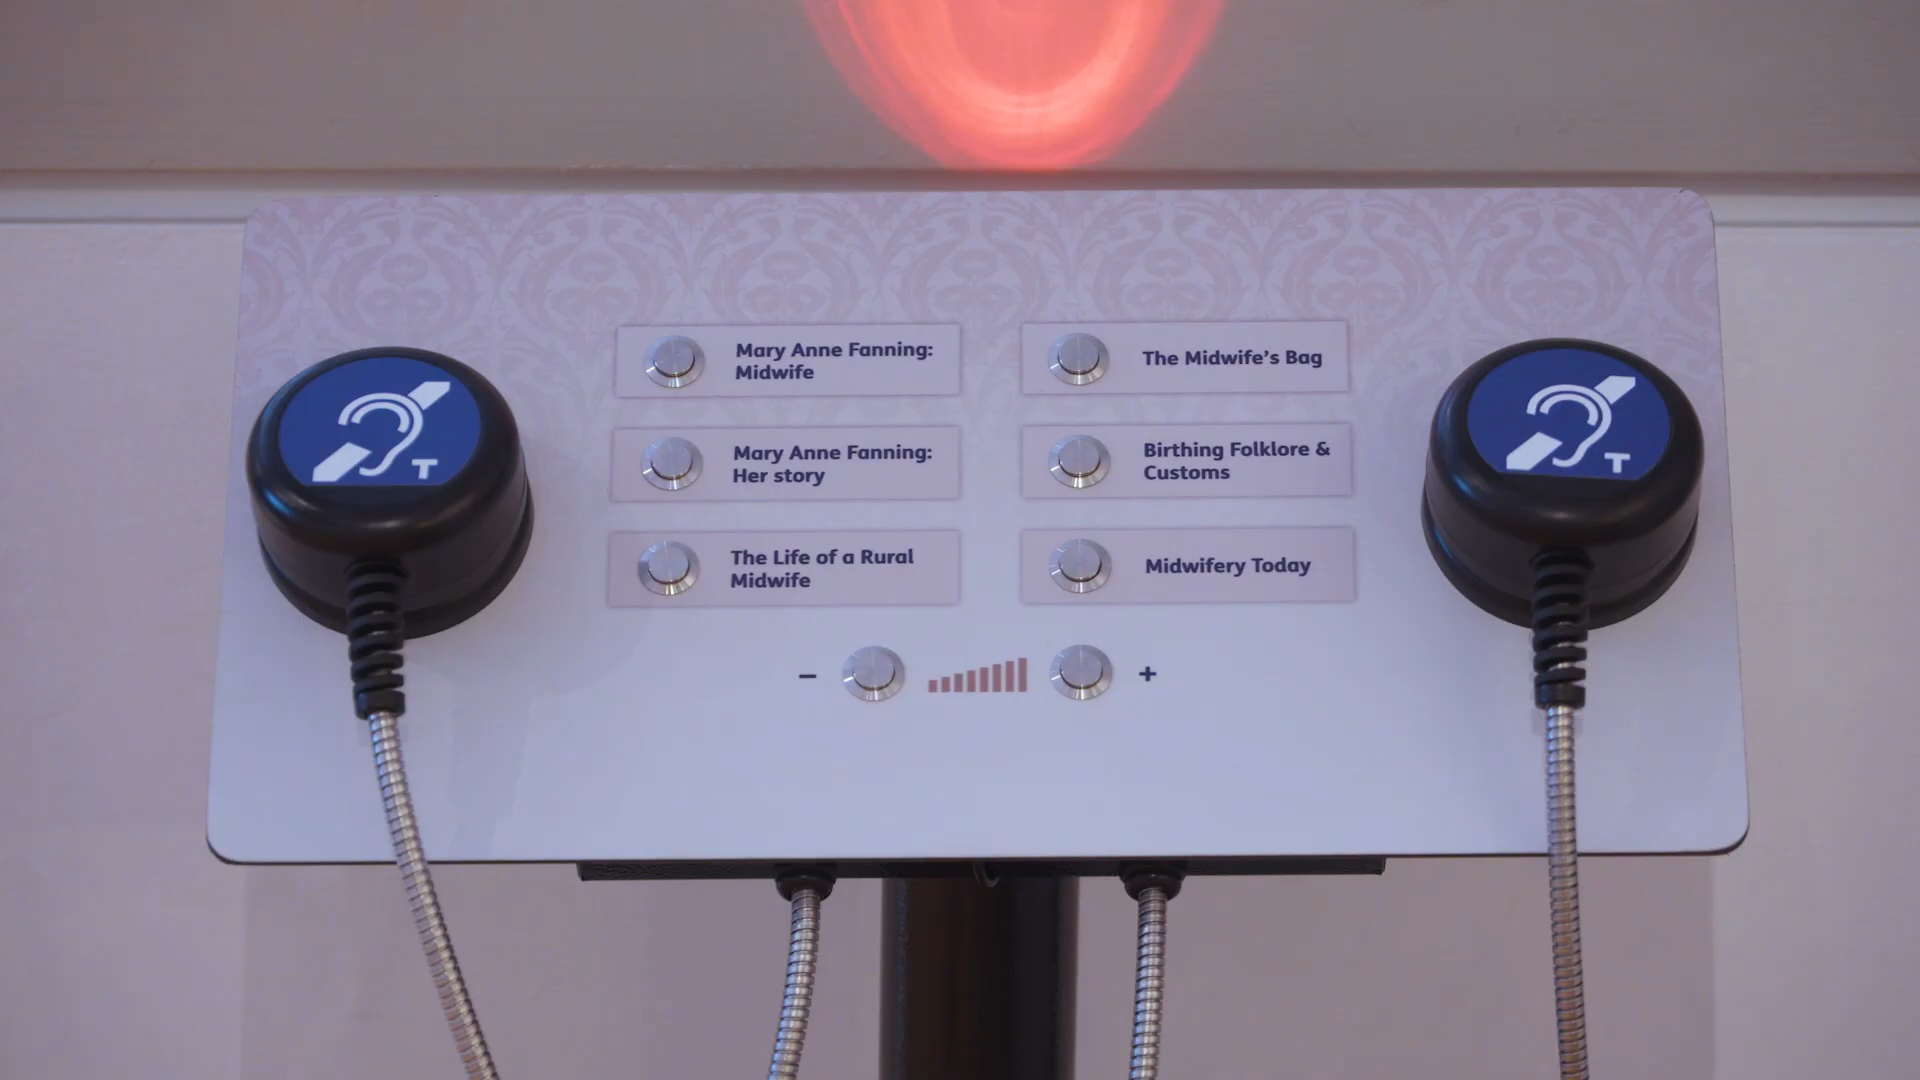 Mary Anne Fanning:
Midwife
Mary Anne Fanning:
Her story
The Life of a Rural
Midwife
The Midwife's Bag
Birthing Folklore &
Customs
Midwifery Today
– +
T
T